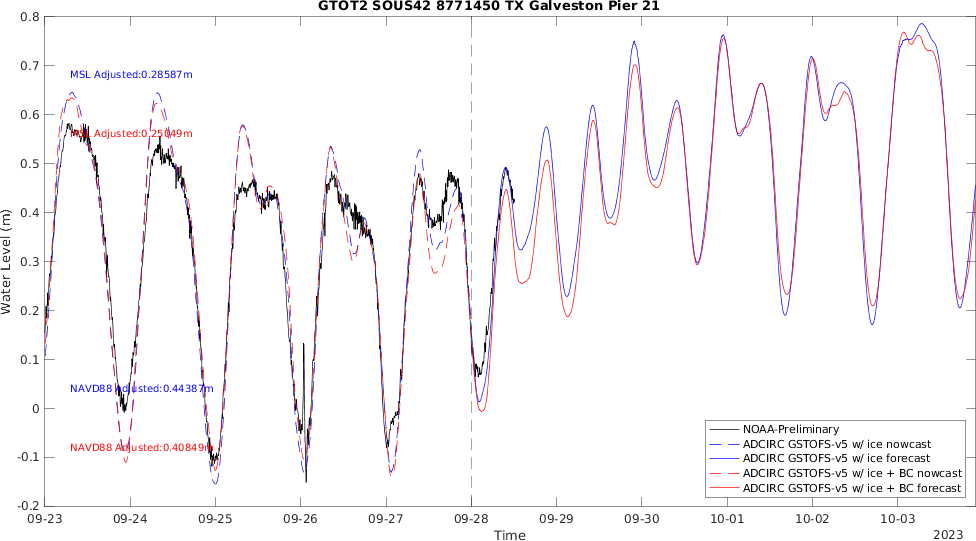 GTOT2 SOUS42 8771450 TX Galveston Pier 21
0.8
0.7
0.6
0.5
0.4
0.3
0.2
0.1
0
-0.1
-0.2
Water Level (m)
MSL Adjusted:0.28587m
MSL Adjusted:0.25049m
NAVD88 Adjusted:0.44387m
NAVD88 Adjusted:0.40849m
NOAA-Preliminary
ADCIRC GSTOFS-v5 w/ ice nowcast
ADCIRC GSTOFS-v5 w/ ice forecast
ADCIRC GSTOFS-v5 w/ ice + BC nowcast
ADCIRC GSTOFS-v5 w/ ice + BC forecast
09-23 09-24 09-25 09-26 09-27 09-28 09-29 09-30 10-01 10-02 10-03
Time
2023